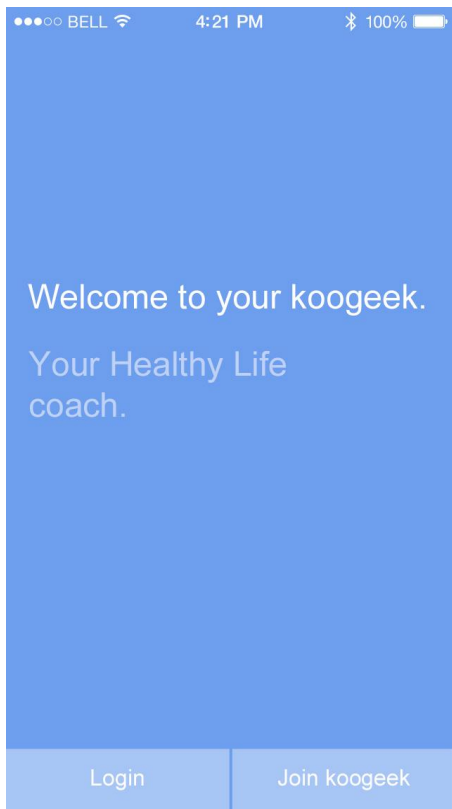 BELL 4:21 PM 100%
Welcome to your koogeek.
Your Healthy Life
coach.
Login Join koogeek